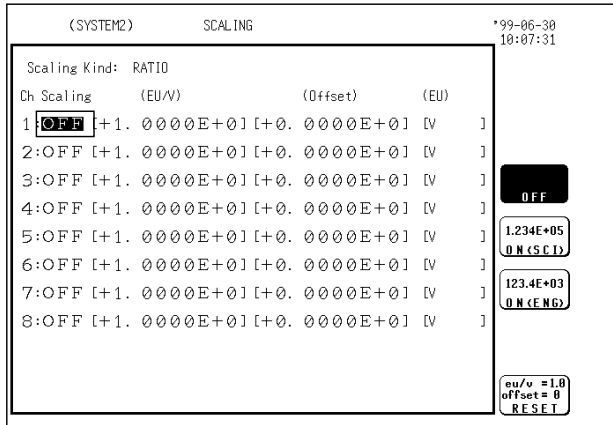 (SYSTEM2) SCALING '99-06-30
10:07:31
Scaling Kind: RATIO
Ch Scaling (EU/V) (Offset) (EU)
1:OFF [+1. 0000E+0] [+0. 0000E+0] [V ]
2:OFF [+1. 0000E+0] [+0. 0000E+0] [V ]
3:OFF [+1. 0000E+0] [+0. 0000E+0] [V ]
4:OFF [+1. 0000E+0] [+0. 0000E+0] [V ]
5:OFF [+1. 0000E+0] [+0. 0000E+0] [V ]
6:OFF [+1. 0000E+0] [+0. 0000E+0] [V ]
7:OFF [+1. 0000E+0] [+0. 0000E+0] [V ]
8:OFF [+1. 0000E+0] [+0. 0000E+0] [V ]
OFF
1.234E+05
ON(SCI)
123.4E+03
ON(ENG)
eu/v =1.0
offset= 0
RESET